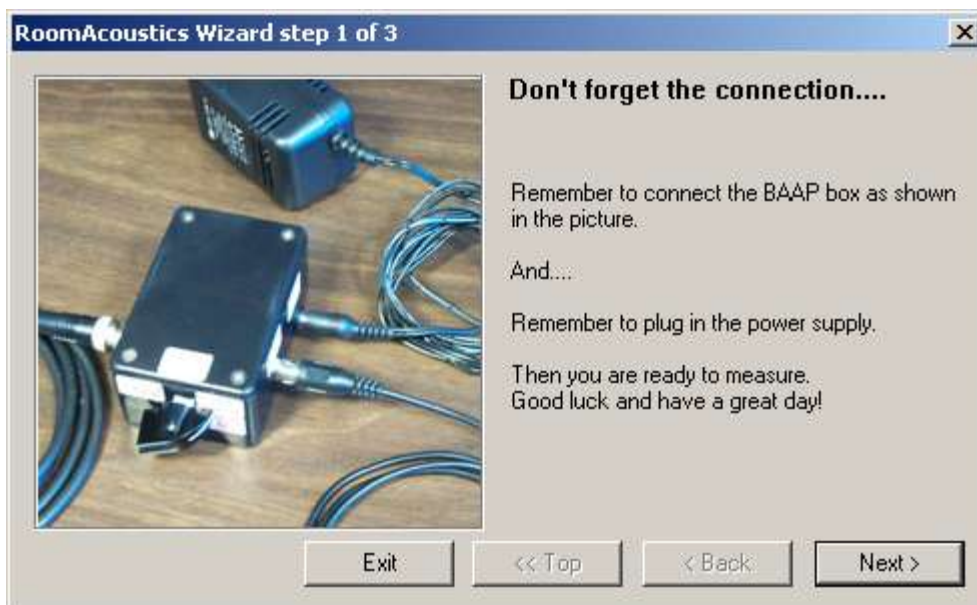 RoomAcoustics Wizard step 1 of 3
Don't forget the connection....
Remember to connect the BAAP box as shown
in the picture.
And....
Remember to plug in the power supply.
Then you are ready to measure.
Good luck and have a great day!
Exit
<< Top
< Back
Next >